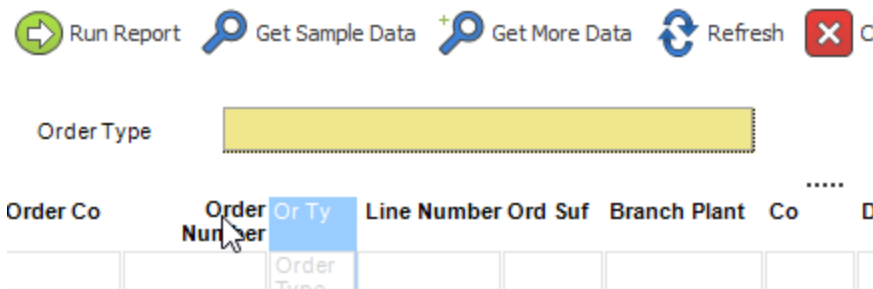 Run Report Get Sample Data Get More Data Refresh
Order Type
Order Co Order Number Or Ty Line Number Ord Suf Branch Plant Co
Order
Type